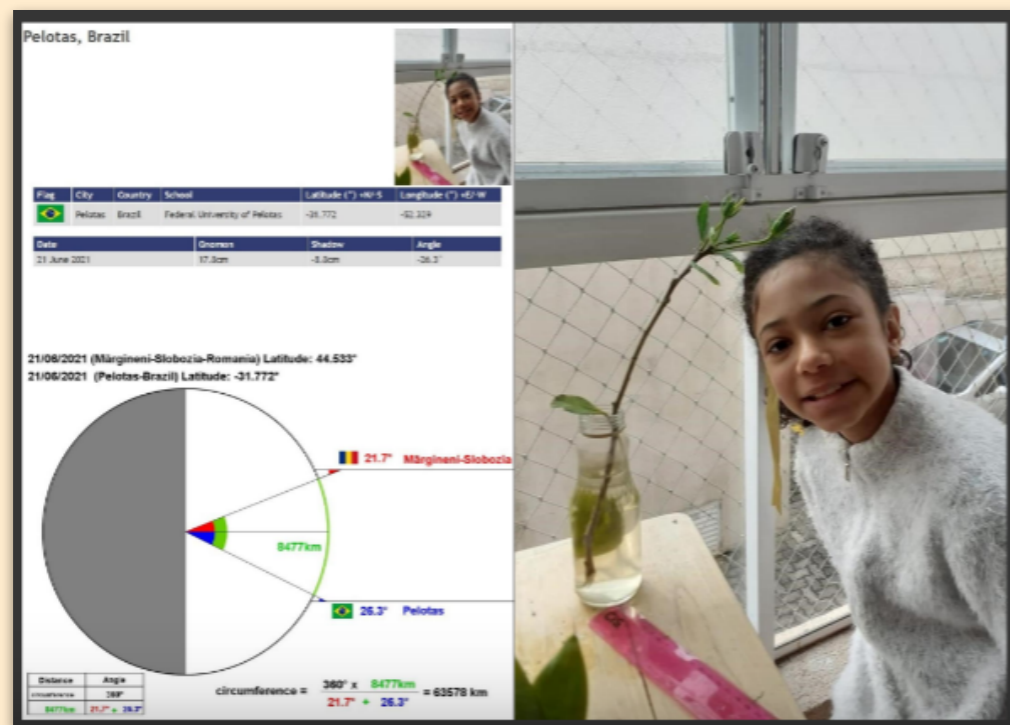 Pelotas, Brazil
Flag City Country School Latitude (°) +N/-S Longitude (°) +E/-W
Pelotas Brazil Federal University of Pelotas -31,772 -52,329
Date Gnomon Shadow Angle
21 June 2021 17.8cm -26.3°
21/06/2021 (Mărgineni-Slobozia-Romania) Latitude: 44.533°
21/06/2021 (Pelotas-Brazil) Latitude: -31.772°
21.7° Mărgineni-Slobozia
8477km
26.3° Pelotas
Distance Angle
circumference 360°
8477km 21.7° + 26.3°
circumference = 360° x 8477km = 63578 km
21.7° + 26.3°